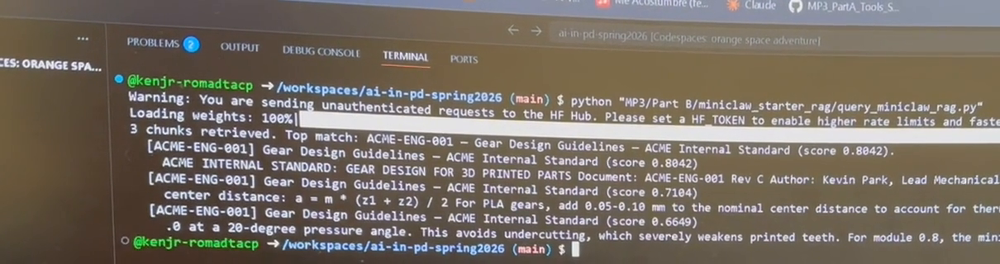 Me Acostumbre (fe... Claude MP3_PartA_Tools_S...
ai-in-pd-spring2026 [Codespaces: orange space adventure]
CES: ORANGE SPA...
PROBLEMS 2 OUTPUT DEBUG CONSOLE TERMINAL PORTS
@kenjr-romadtacp → /workspaces/ai-in-pd-spring2026 (main) $ python "MP3/Part B/miniclaw_starter_rag/query_miniclaw_rag.py"
Warning: You are sending unauthenticated requests to the HF Hub. Please set a HF_TOKEN to enable higher rate limits and faste
Loading weights: 100%|
3 chunks retrieved. Top match: ACME-ENG-001 — Gear Design Guidelines — ACME Internal Standard (score 0.8042).
[ACME-ENG-001] Gear Design Guidelines — ACME Internal Standard (score 0.8042)
ACME INTERNAL STANDARD: GEAR DESIGN FOR 3D PRINTED PARTS Document: ACME-ENG-001 Rev C Author: Kevin Park, Lead Mechanical
[ACME-ENG-001] Gear Design Guidelines — ACME Internal Standard (score 0.7104)
center distance: a = m * (z1 + z2) / 2 For PLA gears, add 0.05-0.10 mm to the nominal center distance to account for ther
[ACME-ENG-001] Gear Design Guidelines — ACME Internal Standard (score 0.6649)
.0 at a 20-degree pressure angle. This avoids undercutting, which severely weakens printed teeth. For module 0.8, the min
@kenjr-romadtacp → /workspaces/ai-in-pd-spring2026 (main) $